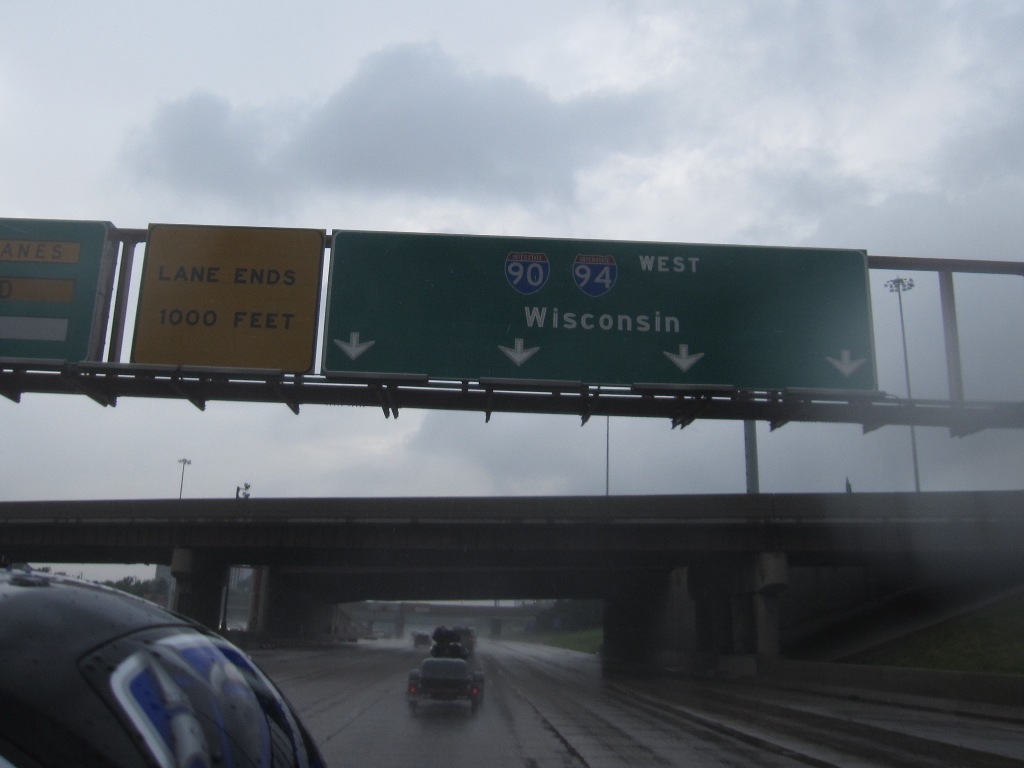 ANES
LANE ENDS
1000 FEET
90 94 WEST
Wisconsin